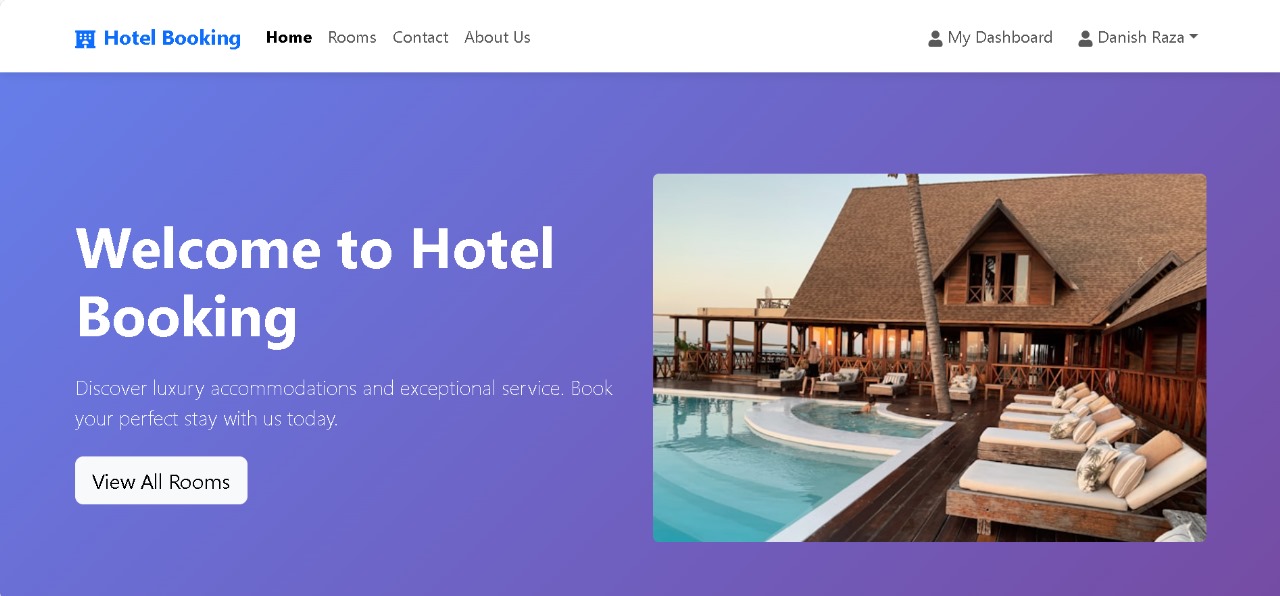 Hotel Booking Home Rooms Contact About Us My Dashboard Danish Raza
Welcome to Hotel
Booking
Discover luxury accommodations and exceptional service. Book
your perfect stay with us today.
View All Rooms